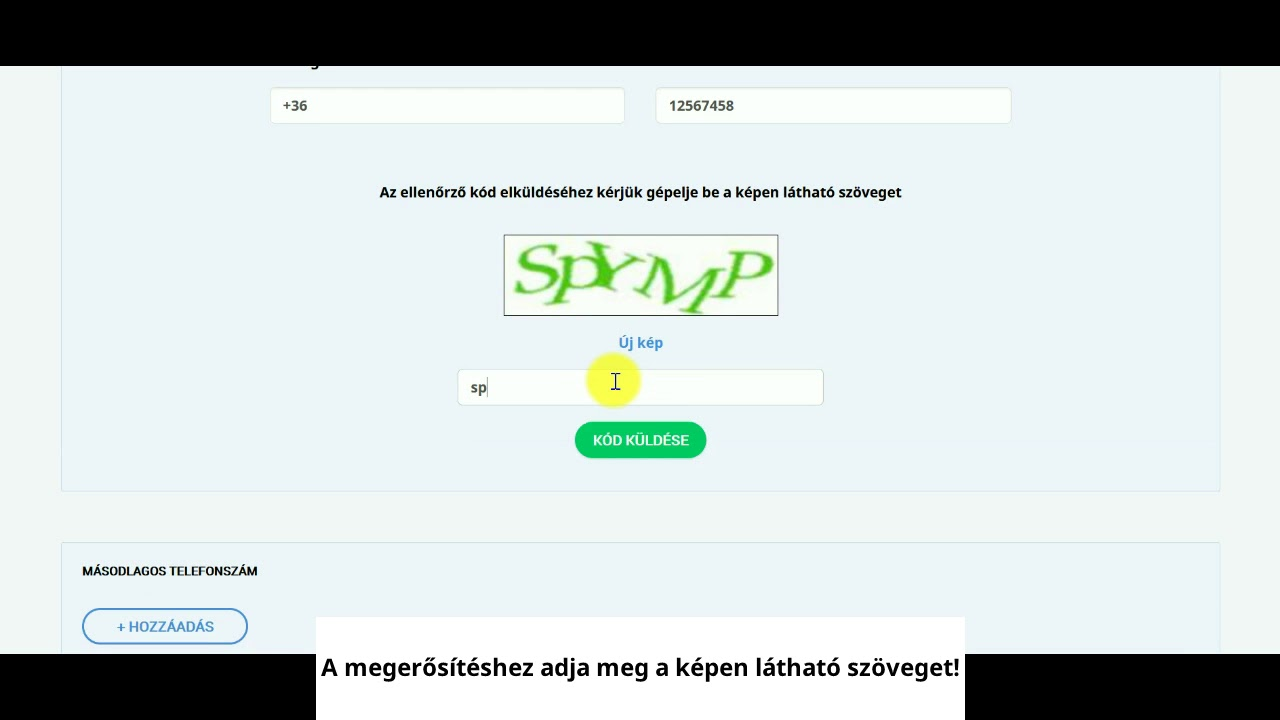 +36
12567458
Az ellenőrző kód elküldéséhez kérjük gépelje be a képen látható szöveget
SpYMP
Új kép
sp
KÓD KÜLDÉSE
MÁSODLAGOS TELEFONSZÁM
+ HOZZÁADÁS
A megerősítéshez adja meg a képen látható szöveget!